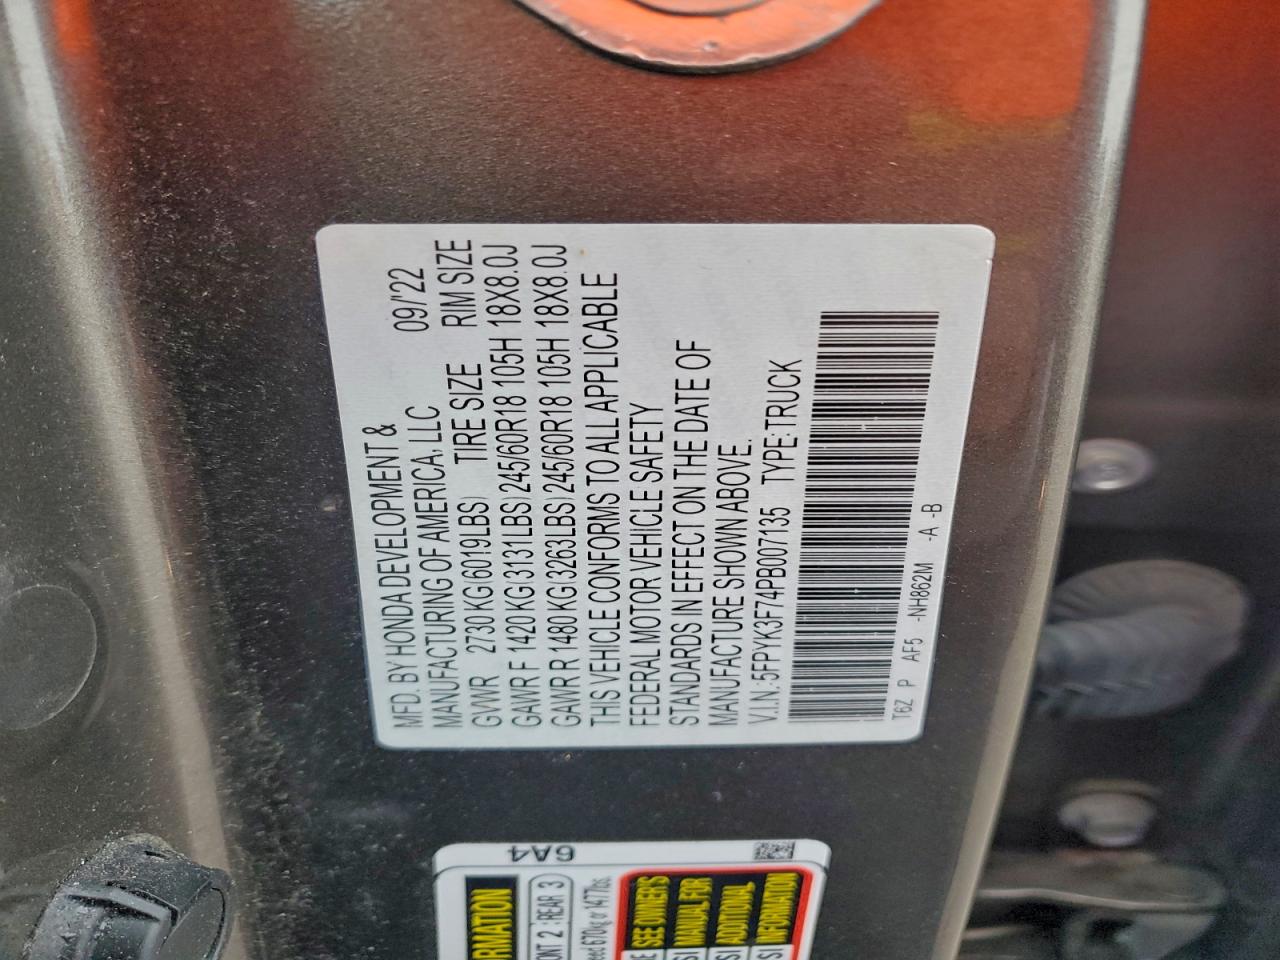 MFD. BY HONDA DEVELOPMENT &
MANUFACTURING OF AMERICA, LLC 09/'22
GVWR 2730KG(6019LBS) TIRE SIZE RIM SIZE
GAWR F 1420KG(3131LBS) 245/60R18 105H 18X8.0J
GAWR R 1480KG(3263LBS) 245/60R18 105H 18X8.0J
THIS VEHICLE CONFORMS TO ALL APPLICABLE
FEDERAL MOTOR VEHICLE SAFETY
STANDARDS IN EFFECT ON THE DATE OF
MANUFACTURE SHOWN ABOVE.
V.I.N.:5FPYK3F74PB007135 TYPE:TRUCK
T6Z P AF5 -NH862M -A -B
6A4
2 : REAR 3
670kg or 1477lbs.
SEE OWNER'S
MANUAL FOR
ADDITIONAL
INFORMATION